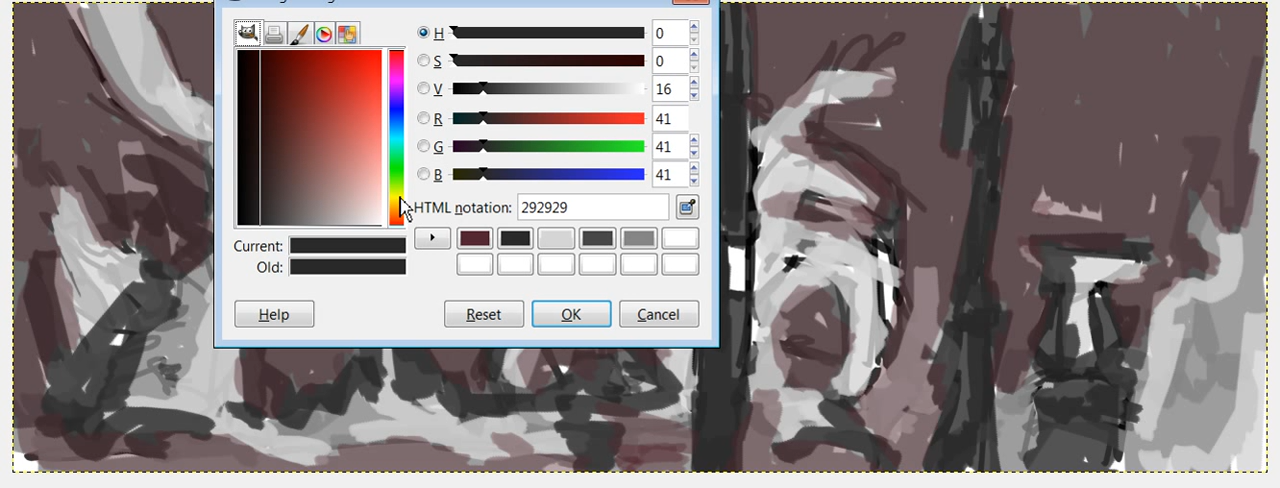 H 0
S 0
V 16
R 41
G 41
B 41
HTML notation: 292929
Current:
Old:
Help Reset OK Cancel